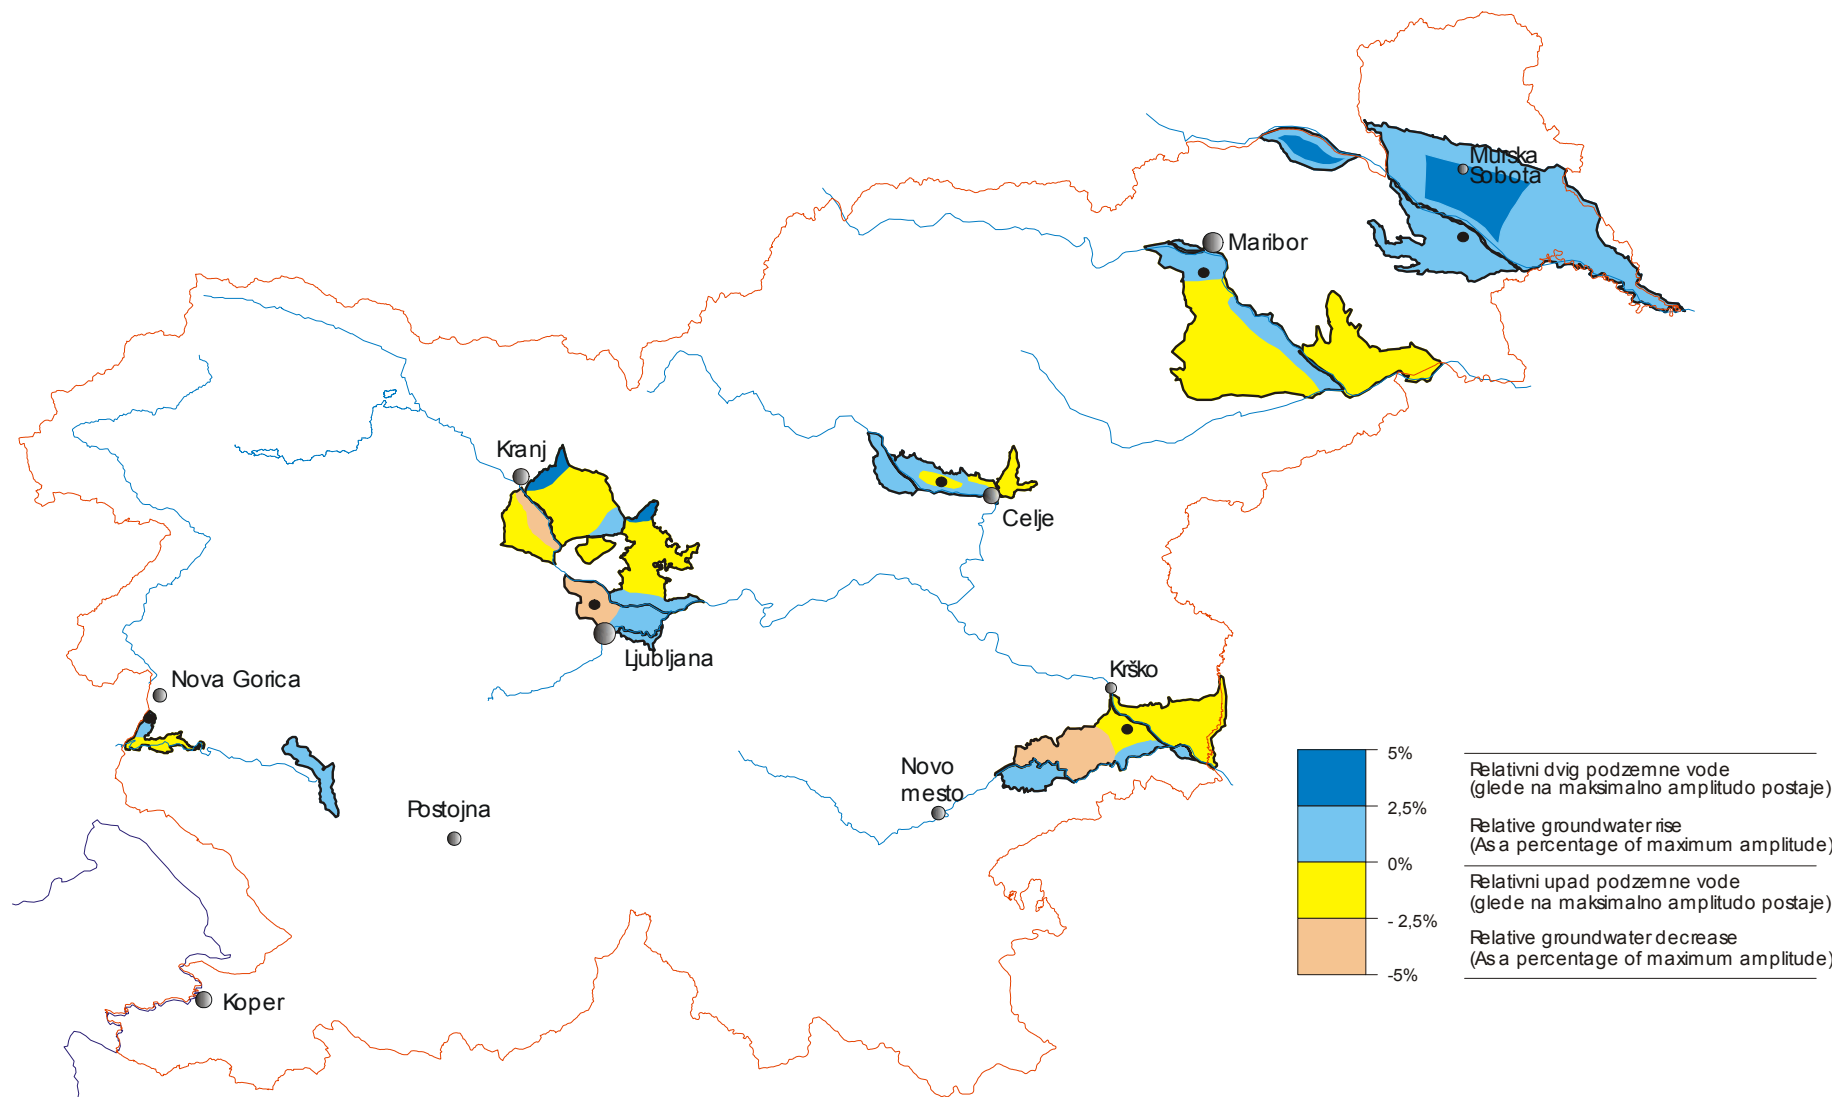 Murska
Sobota
Maribor
Kranj
Celje
Ljubljana
Nova Gorica
Krško
Novo
mesto
Postojna
Koper
5%
2,5%
0%
- 2,5%
-5%
Relativni dvig podzemne vode
(glede na maksimalno amplitudo postaje)
Relative groundwater rise
(As a percentage of maximum amplitude)
Relativni upad podzemne vode
(glede na maksimalno amplitudo postaje)
Relative groundwater decrease
(As a percentage of maximum amplitude)